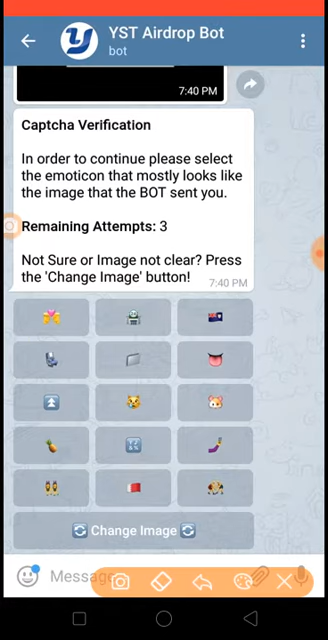 YST Airdrop Bot
bot
7:40 PM
Captcha Verification
In order to continue please select
the emoticon that mostly looks like
the image that the BOT sent you.
Remaining Attempts: 3
Not Sure or Image not clear? Press
the 'Change Image' button!
7:40 PM
Change Image